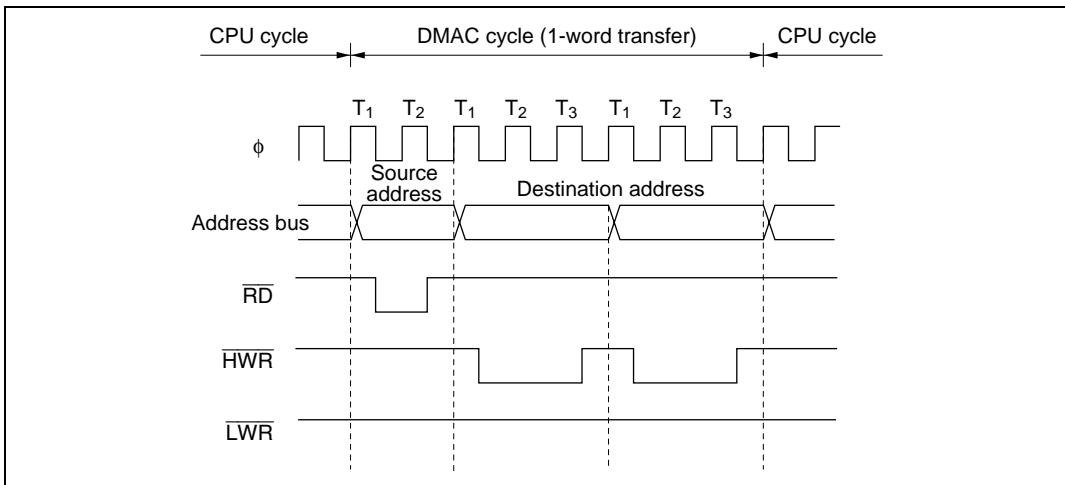 CPU cycle DMAC cycle (1-word transfer) CPU cycle
T1 T2 T1 T2 T3 T1 T2 T3
ϕ
Source
address Destination address
Address bus
RD
HWR
LWR